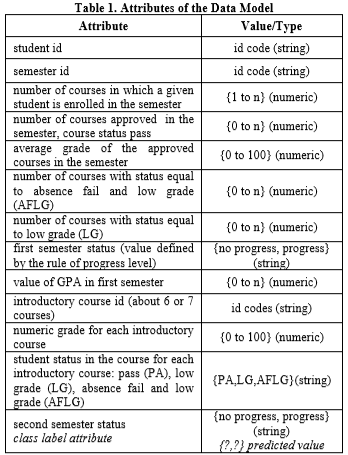 Table 1. Attributes of the Data Model
Attribute
Value/Type
student id
id code (string)
semester id
id code (string)
number of courses in which a given
student is enrolled in the semester
{1 to n} (numeric)
number of courses approved in the
semester, course status pass
{0 to n} (numeric)
average grade of the approved
courses in the semester
{0 to 100} (numeric)
number of courses with status equal
to absence fail and low grade
(AFLG)
{0 to n} (numeric)
number of courses with status equal
to low grade (LG)
{0 to n} (numeric)
first semester status (value defined
by the rule of progress level)
{no progress, progress}
(string)
value of GPA in first semester
{0 to n} (numeric)
introductory course id (about 6 or 7
courses)
id codes (string)
numeric grade for each introductory
course
{0 to 100} (numeric)
student status in the course for each
introductory course: pass (PA), low
grade (LG), absence fail and low
grade (AFLG)
{PA,LG,AFLG}(string)
second semester status
class label attribute
{no progress, progress}
(string)
{?,?} predicted value